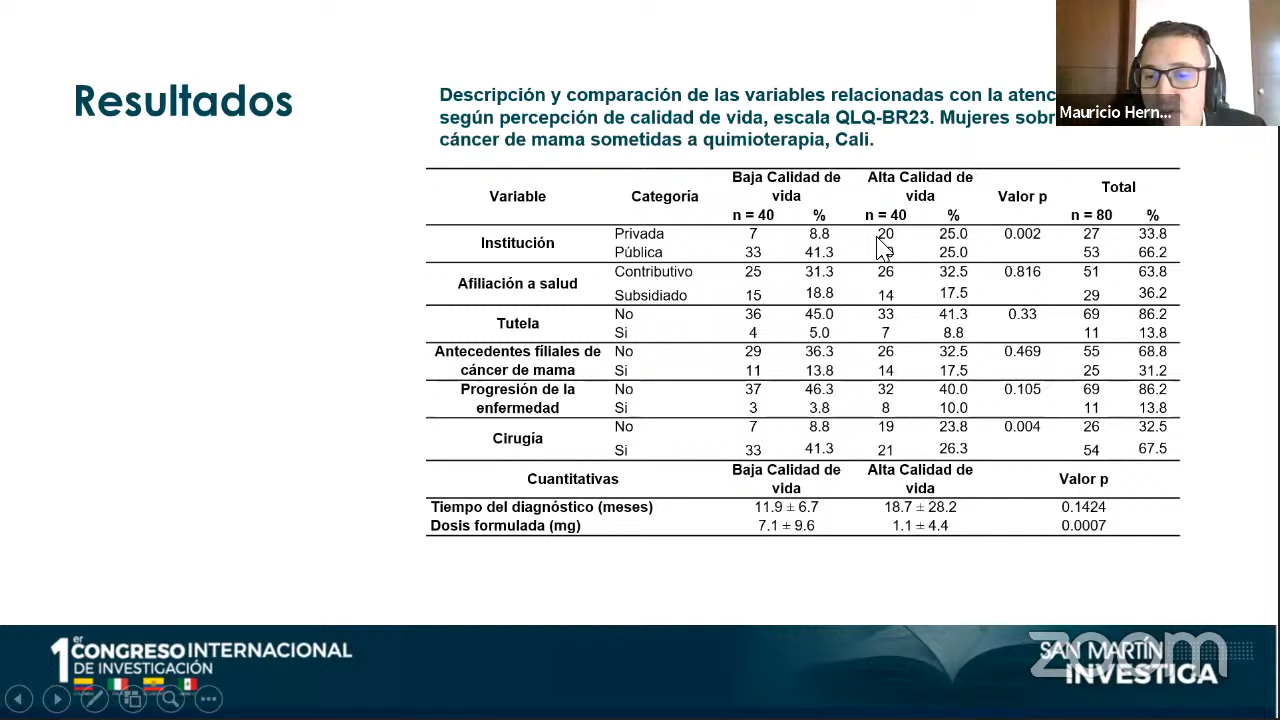 Resultados
Descripción y comparación de las variables relacionadas con la atenc
según percepción de calidad de vida, escala QLQ-BR23. Mujeres sobr
cáncer de mama sometidas a quimioterapia, Cali.
Mauricio Hern...
Variable Categoría Baja Calidad de vida Alta Calidad de vida Valor p Total
n = 40 % n = 40 % n = 80 %
Institución
Privada 7 8.8 20 25.0 0.002 27 33.8
Pública 33 41.3 25.0 53 66.2
Afiliación a salud
Contributivo 25 31.3 26 32.5 0.816 51 63.8
Subsidiado 15 18.8 14 17.5 29 36.2
Tutela
No 36 45.0 33 41.3 0.33 69 86.2
Si 4 5.0 7 8.8 11 13.8
Antecedentes fíliales de
cáncer de mama
No 29 36.3 26 32.5 0.469 55 68.8
Si 11 13.8 14 17.5 25 31.2
Progresión de la
enfermedad
No 37 46.3 32 40.0 0.105 69 86.2
Si 3 3.8 8 10.0 11 13.8
Cirugía
No 7 8.8 19 23.8 0.004 26 32.5
Si 33 41.3 21 26.3 54 67.5
Cuantitativas Baja Calidad de vida Alta Calidad de vida Valor p
Tiempo del diagnóstico (meses) 11.9 ± 6.7 18.7 ± 28.2 0.1424
Dosis formulada (mg) 7.1 ± 9.6 1.1 ± 4.4 0.0007
1er CONGRESO INTERNACIONAL
DE INVESTIGACIÓN
SAN MARTÍN
INVESTIGA
zoom